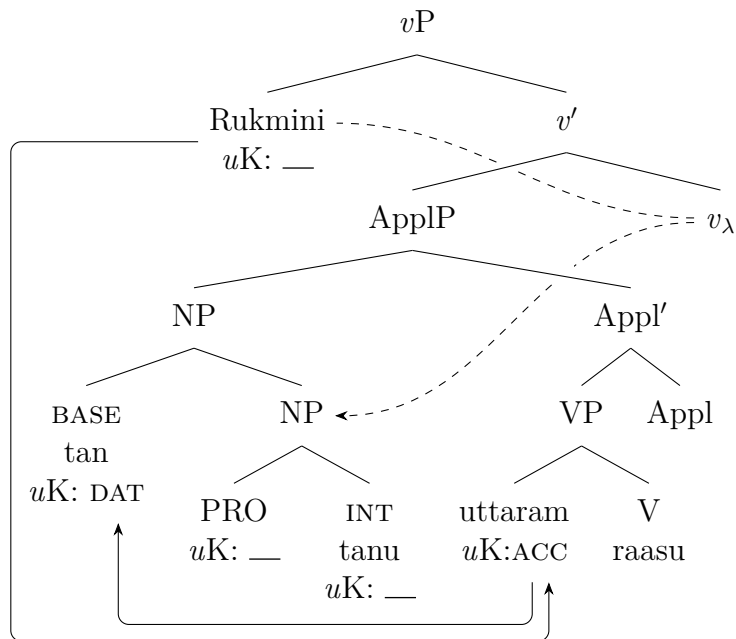 vP
Rukmini v′
uK: __
ApplP vλ
NP Appl′
BASE NP VP Appl
tan
uK: DAT
PRO INT uttaram V
uK: __ tanu uK:ACC raasu
uK: __